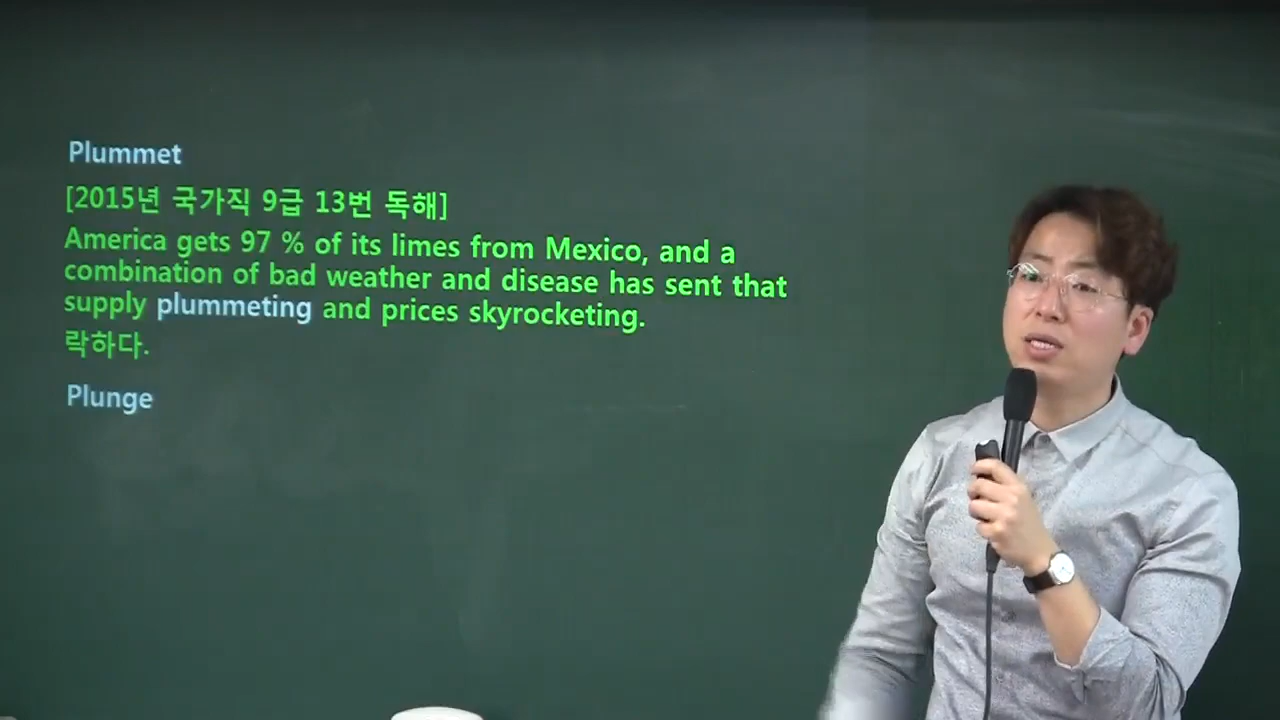 Plummet
[2015년 국가직 9급 13번 독해]
America gets 97 % of its limes from Mexico, and a
combination of bad weather and disease has sent that
supply plummeting and prices skyrocketing.
락하다.
Plunge